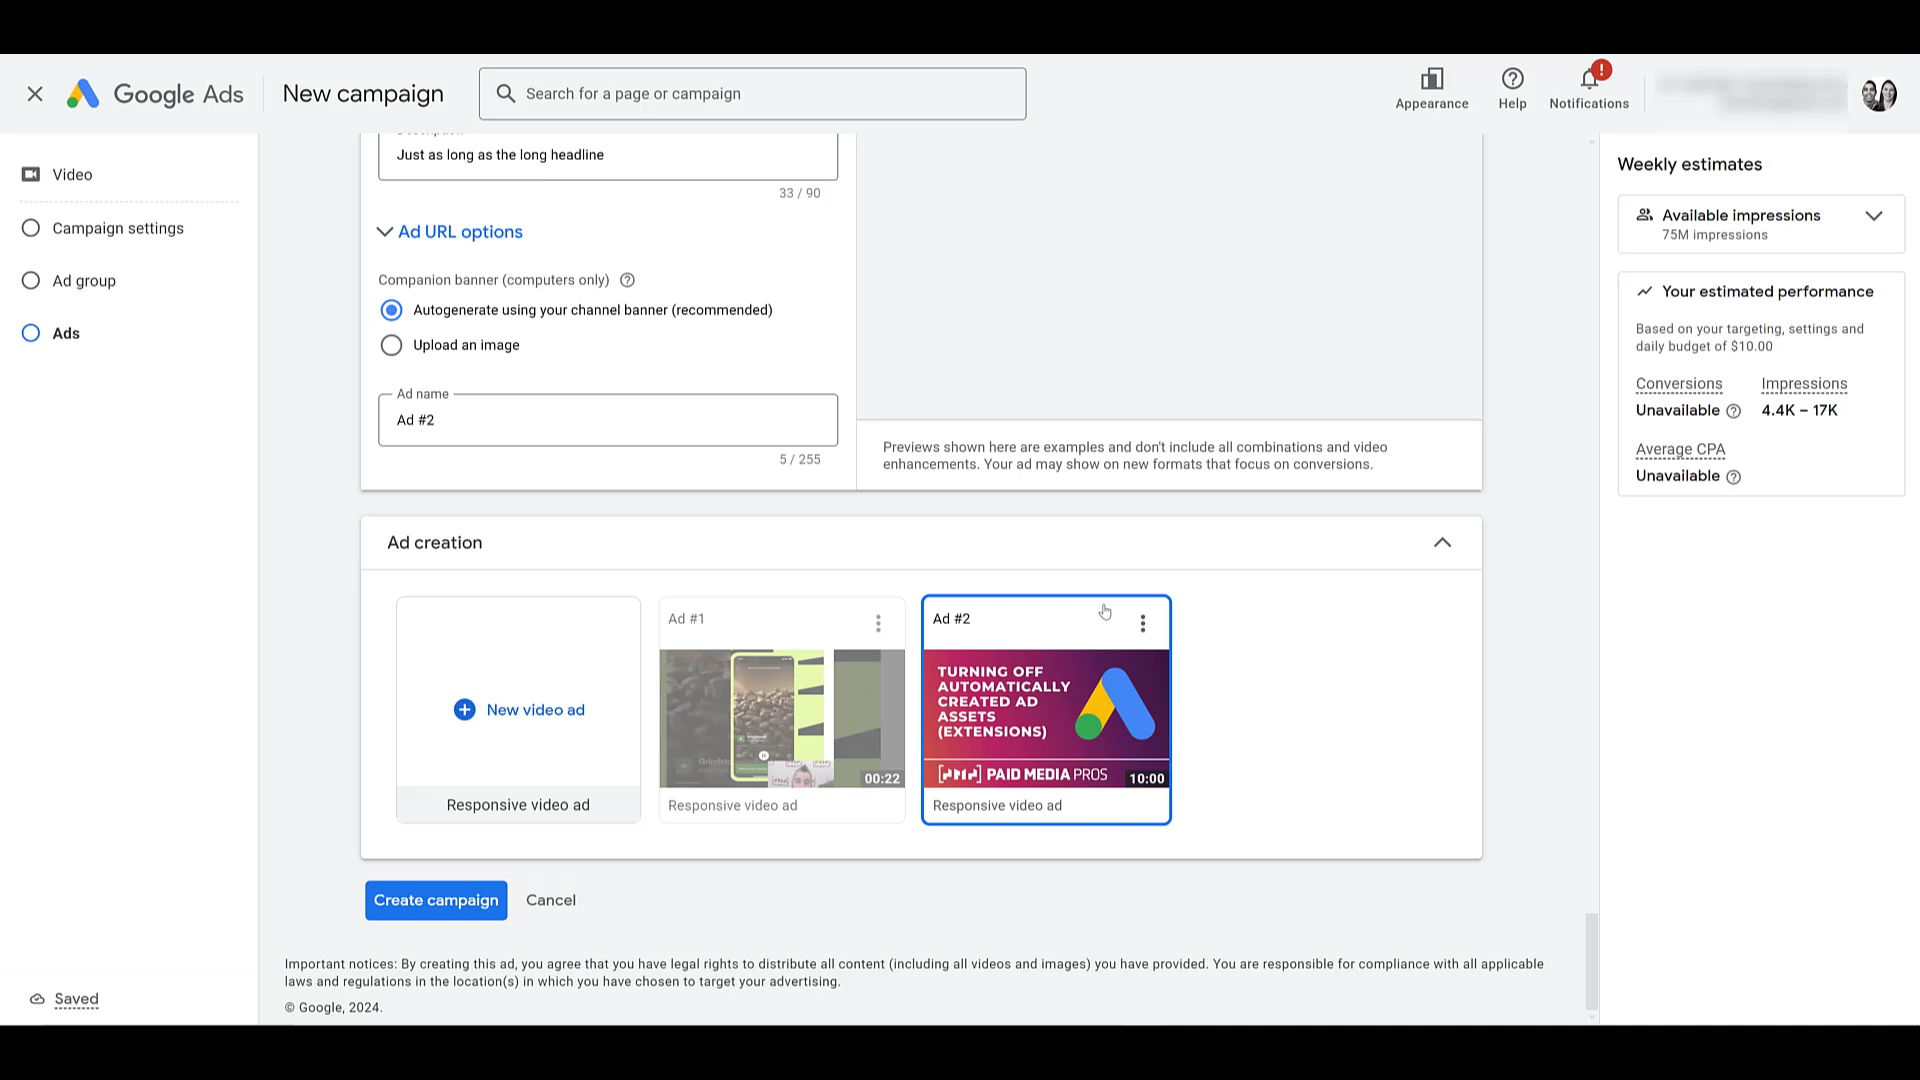 Google Ads
New campaign
Search for a page or campaign
Appearance
Help
!
Notifications
Video
Campaign settings
Ad group
Ads
Saved
Just as long as the long headline
33 / 90
Ad URL options
Companion banner (computers only)
Autogenerate using your channel banner (recommended)
Upload an image
Ad name
Ad #2
5 / 255
Previews shown here are examples and don't include all combinations and video
enhancements. Your ad may show on new formats that focus on conversions.
Ad creation
New video ad
Responsive video ad
Ad #1
00:22
Responsive video ad
Ad #2
TURNING OFF
AUTOMATICALLY
CREATED AD
ASSETS
(EXTENSIONS)
PAID MEDIA PROS
10:00
Responsive video ad
Create campaign
Cancel
Important notices: By creating this ad, you agree that you have legal rights to distribute all content (including all videos and images) you have provided. You are responsible for compliance with all applicable
laws and regulations in the location(s) in which you have chosen to target your advertising.
© Google, 2024.
Weekly estimates
Available impressions
75M impressions
Your estimated performance
Based on your targeting, settings and
daily budget of $10.00
Conversions
Impressions
Unavailable
4.4K – 17K
Average CPA
Unavailable